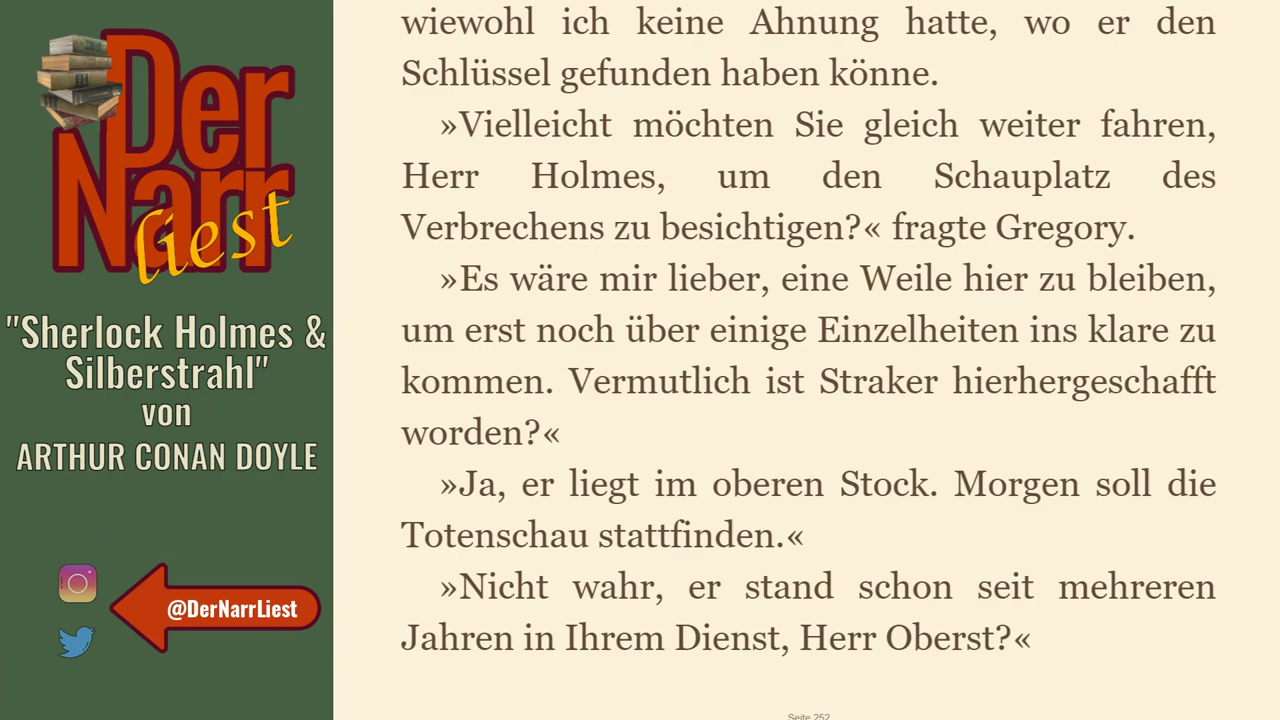 Der
Narr
liest
"Sherlock Holmes &
Silberstrahl"
von
ARTHUR CONAN DOYLE
@DerNarrLiest
wiewohl ich keine Ahnung hatte, wo er den
Schlüssel gefunden haben könne.
»Vielleicht möchten Sie gleich weiter fahren,
Herr Holmes, um den Schauplatz des
Verbrechens zu besichtigen?« fragte Gregory.
»Es wäre mir lieber, eine Weile hier zu bleiben,
um erst noch über einige Einzelheiten ins klare zu
kommen. Vermutlich ist Straker hierhergeschafft
worden?«
»Ja, er liegt im oberen Stock. Morgen soll die
Totenschau stattfinden.«
»Nicht wahr, er stand schon seit mehreren
Jahren in Ihrem Dienst, Herr Oberst?«
Seite 252